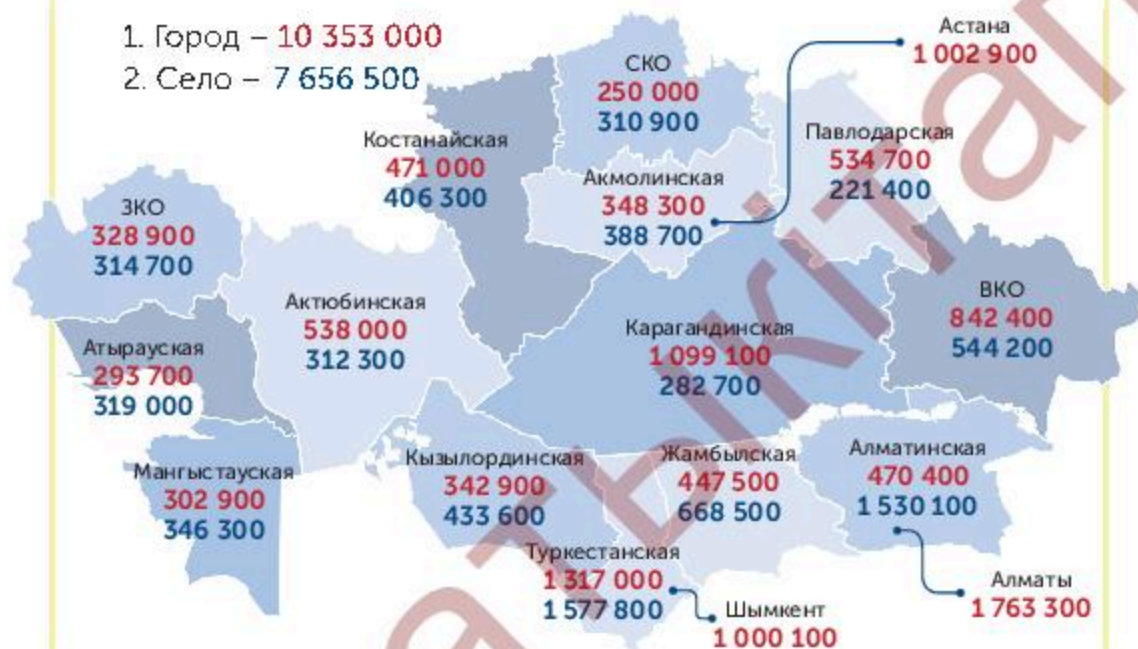 1. Город – 10 353 000
2. Село – 7 656 500
Астана
1 002 900
СКО
250 000
310 900
Павлодарская
534 700
221 400
Костанайская
471 000
406 300
Акмолинская
348 300
388 700
ЗКО
328 900
314 700
Актюбинская
538 000
312 300
ВКО
842 400
544 200
Карагандинская
1 099 100
282 700
Атырауская
293 700
319 000
Мангыстауская
302 900
346 300
Кызылординская
342 900
433 600
Жамбылская
447 500
668 500
Алматинская
470 400
1 530 100
Туркестанская
1 317 000
1 577 800
Шымкент
1 000 100
Алматы
1 763 300